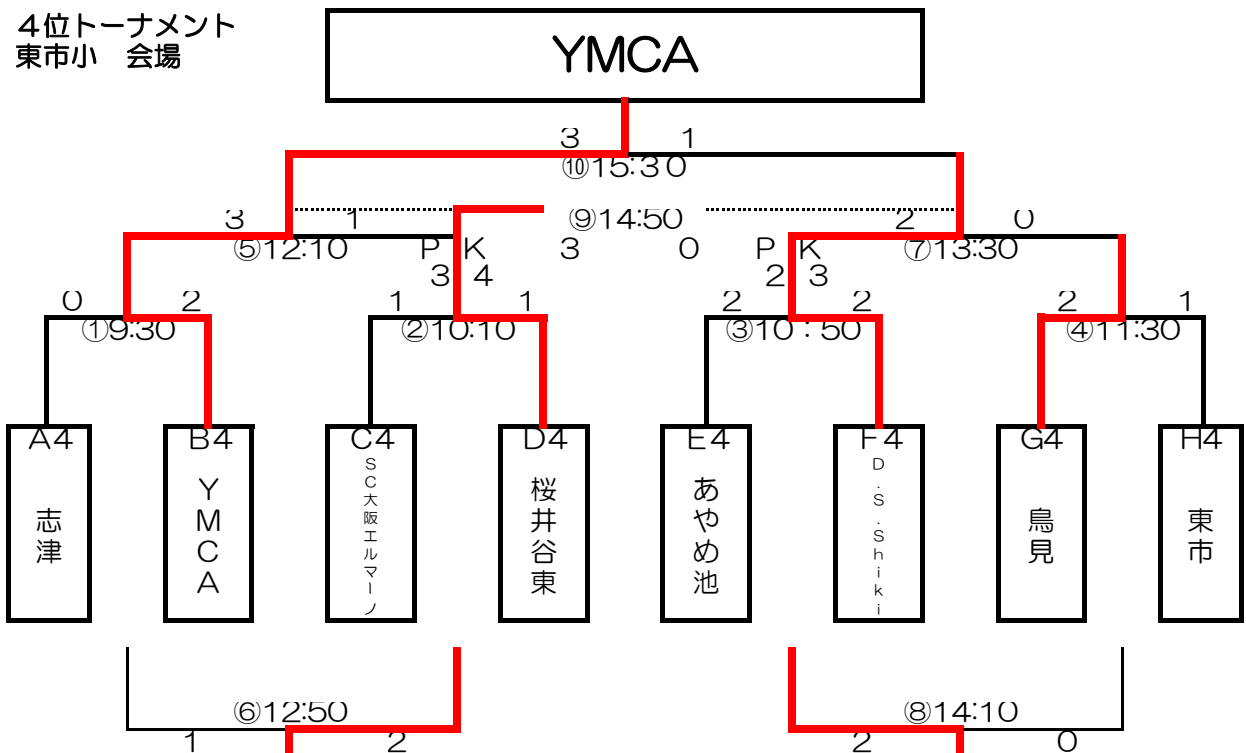 4位トーナメント
東市小　会場
YMCA
3 1
⑩15:30
3 1 ⑨14:50 2 0
⑤12:10 PK 3 0 PK ⑦13:30
3 4 2 3
0 2 1 1 2 2 2 1
①9:30 ②10:10 ③10：50 ④11:30
A4 B4 C4 D4 E4 F4 G4 H4
志津
YMCA
SC大阪エルマーノ
桜井谷東
あやめ池
D.S.Shiki
鳥見
東市
⑥12:50 ⑧14:10
1 2 2 0